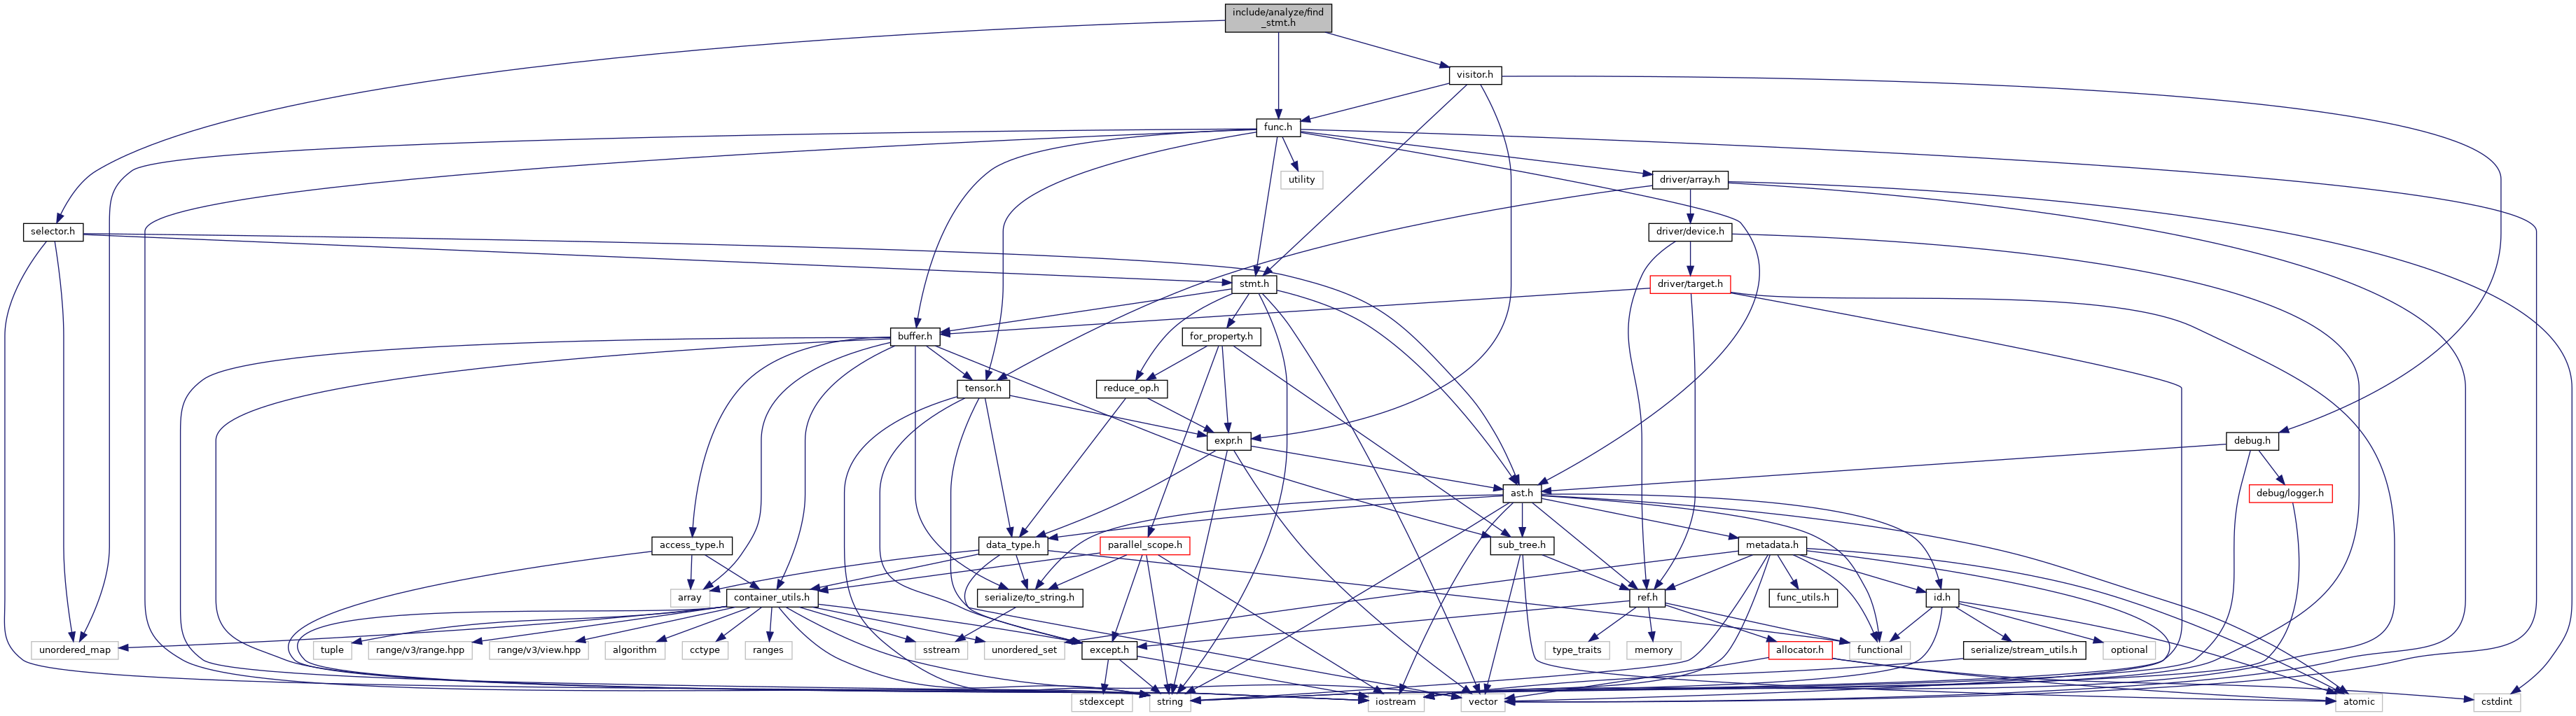 include/analyze/find
_stmt.h
visitor.h
func.h
utility
driver/array.h
selector.h
driver/device.h
stmt.h
driver/target.h
buffer.h
for_property.h
tensor.h
reduce_op.h
expr.h
debug.h
ast.h
debug/logger.h
access_type.h
data_type.h
parallel_scope.h
sub_tree.h
metadata.h
array
container_utils.h
serialize/to_string.h
ref.h
func_utils.h
id.h
unordered_map
tuple
range/v3/range.hpp
range/v3/view.hpp
algorithm
cctype
ranges
sstream
unordered_set
except.h
type_traits
memory
allocator.h
functional
serialize/stream_utils.h
optional
stdexcept
string
iostream
vector
atomic
cstdint